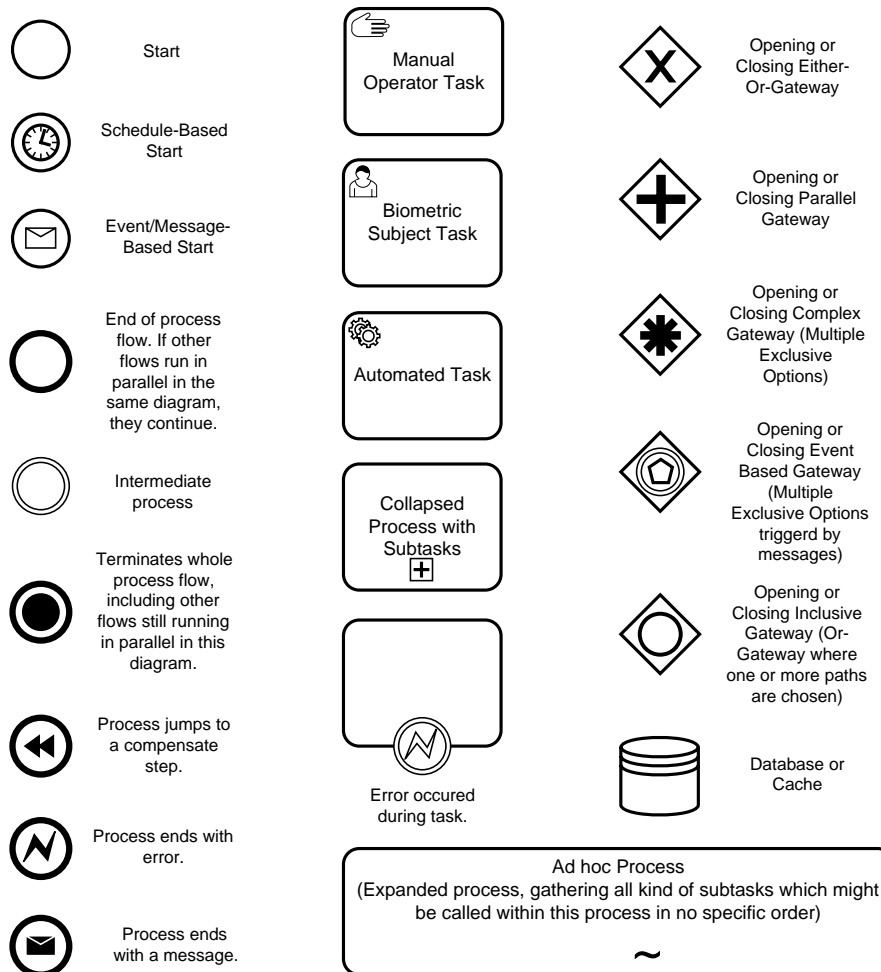 Start
Schedule-Based
Start
Event/Message-
Based Start
End of process
flow. If other
flows run in
parallel in the
same diagram,
they continue.
Intermediate
process
Terminates whole
process flow,
including other
flows still running
in parallel in this
diagram.
Process jumps to
a compensate
step.
Process ends with
error.
Process ends
with a message.
Manual
Operator Task
Biometric
Subject Task
Automated Task
Collapsed
Process with
Subtasks
Error occured
during task.
X
Opening or
Closing Either-
Or-Gateway
Opening or
Closing Parallel
Gateway
Opening or
Closing Complex
Gateway (Multiple
Exclusive
Options)
Opening or
Closing Event
Based Gateway
(Multiple
Exclusive Options
triggerd by
messages)
Opening or
Closing Inclusive
Gateway (Or-
Gateway where
one or more paths
are chosen)
Database or
Cache
Ad hoc Process
(Expanded process, gathering all kind of subtasks which might
be called within this process in no specific order)
~